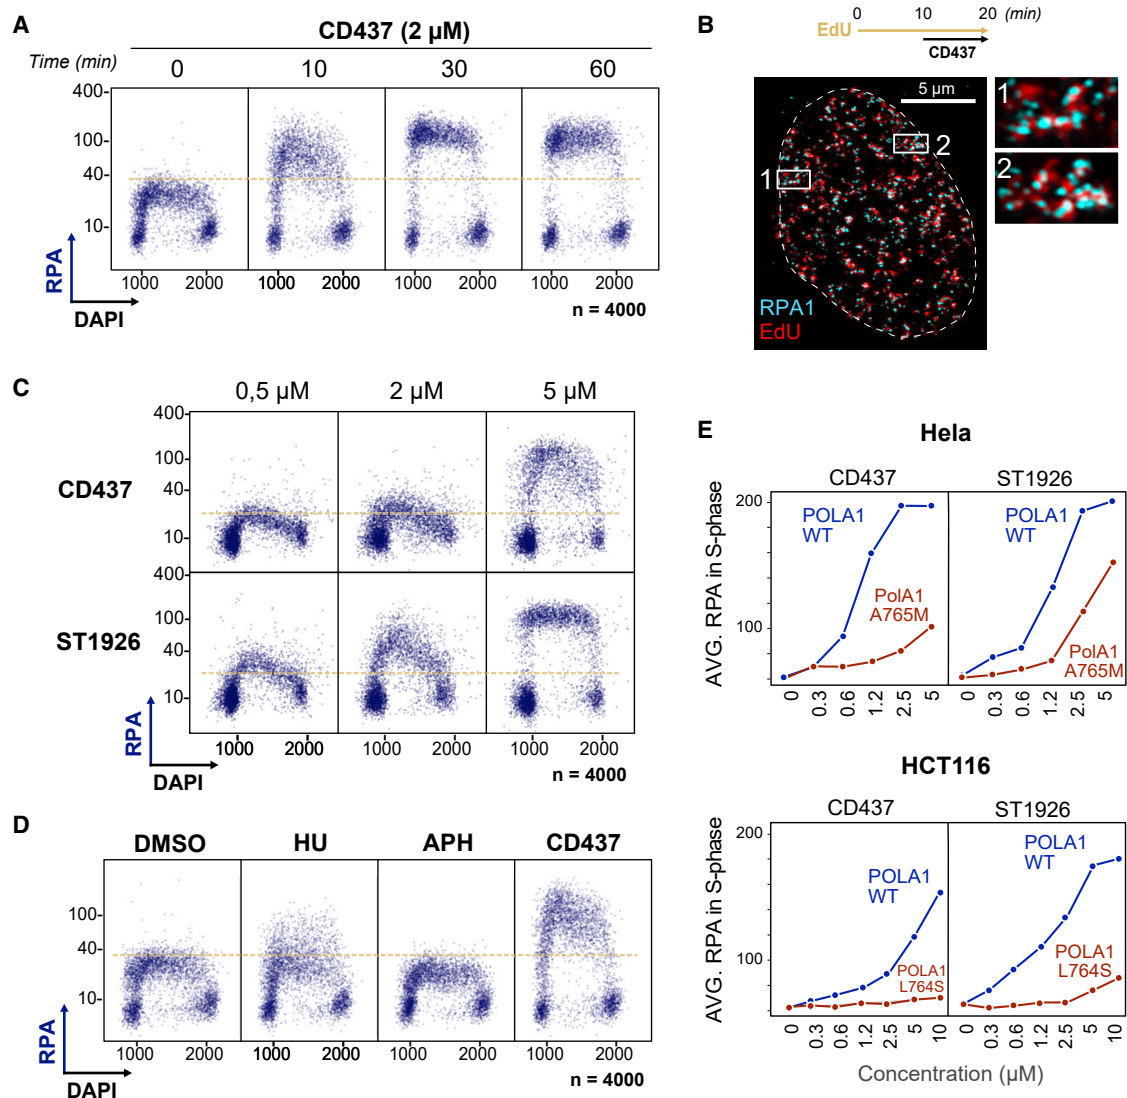 A
CD437 (2 µM)
Time (min)
0 10 30 60
400
100
40
10
RPA
1000 2000 1000 2000 1000 2000 1000 2000
DAPI
n = 4000
B
0 10 20 (min)
EdU
CD437
5 µm
1
2
RPA1
EdU
1
2
C
0,5 µM 2 µM 5 µM
CD437
400
100
40
10
ST1926
400
100
40
10
RPA
1000 2000 1000 2000 1000 2000
DAPI
n = 4000
D
DMSO HU APH CD437
100
40
10
RPA
1000 2000 1000 2000 1000 2000 1000 2000
DAPI
n = 4000
E
Hela
CD437 ST1926
AVG. RPA in S-phase
200
100
POLA1
WT
PolA1
A765M
POLA1
WT
PolA1
A765M
0 0.3 0.6 1.2 2.5 5 0 0.3 0.6 1.2 2.5 5
HCT116
CD437 ST1926
AVG. RPA in S-phase
200
100
POLA1
WT
POLA1
L764S
POLA1
WT
POLA1
L764S
0 0.3 0.6 1.2 2.5 5 10 0 0.3 0.6 1.2 2.5 5 10
Concentration (µM)